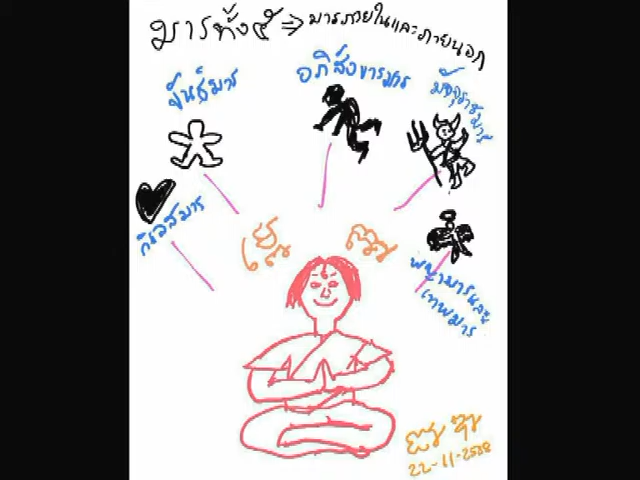 มารทั้ง๕ ⇒ มารภายในและภายนอก
ขันธ์มาร
อภิสังขารมาร
มัจจุราชมาร
กิเลสมาร
พญามารและ
เทพมาร
22-11-2558